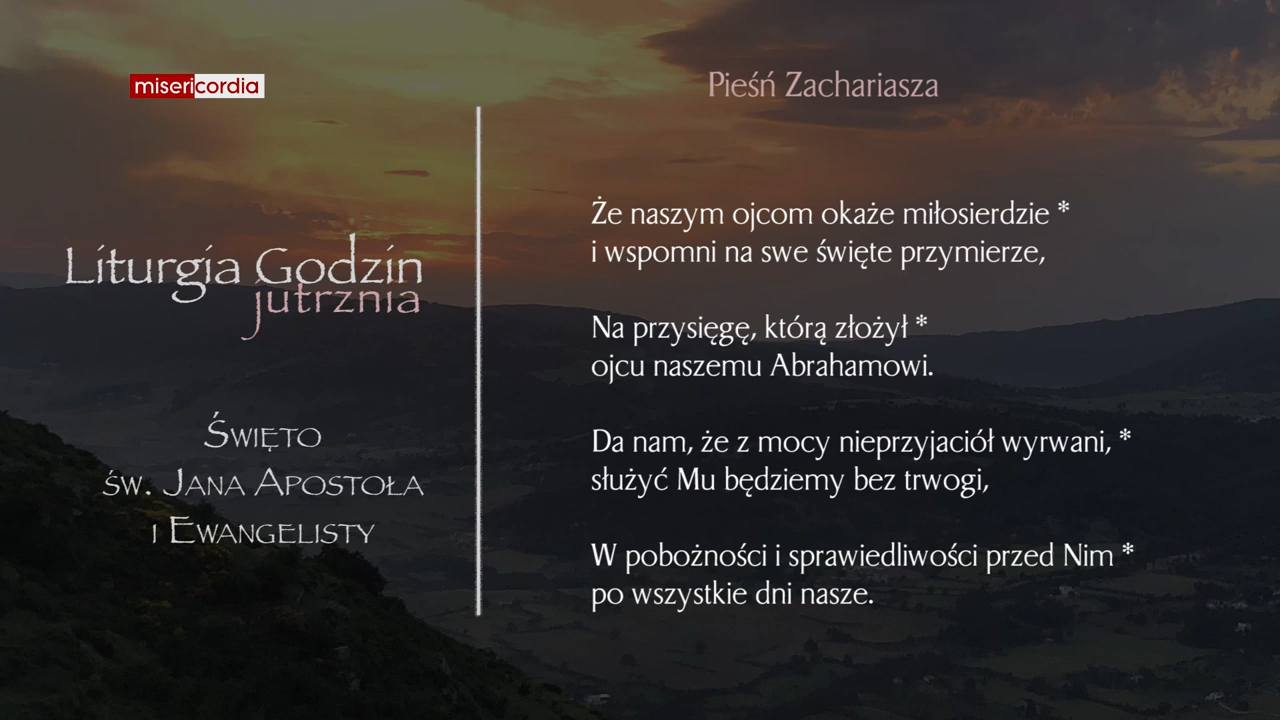 misericordia
Liturgia Godzin
jutrznia
Święto
św. Jana Apostoła
i Ewangelisty
Pieśń Zachariasza
Że naszym ojcom okaże miłosierdzie *
i wspomni na swe święte przymierze,
Na przysięgę, którą złożył *
ojcu naszemu Abrahamowi.
Da nam, że z mocy nieprzyjaciół wyrwani, *
służyć Mu będziemy bez trwogi,
W pobożności i sprawiedliwości przed Nim *
po wszystkie dni nasze.